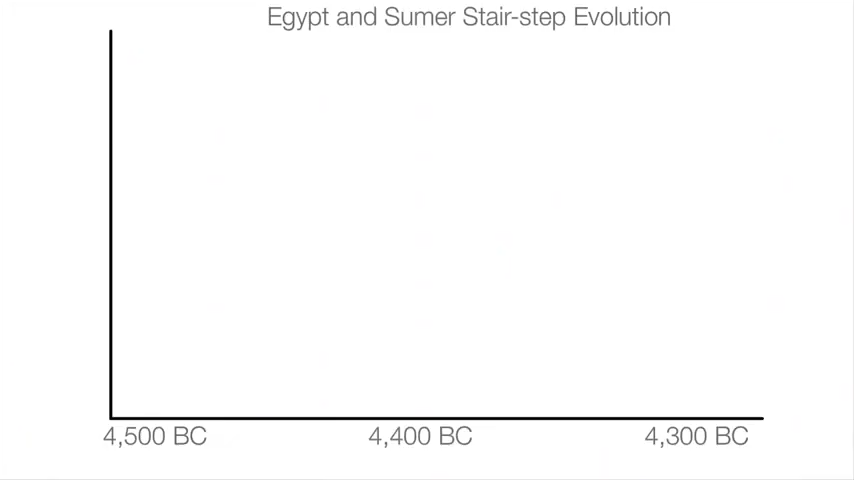 Egypt and Sumer Stair-step Evolution
4,500 BC 4,400 BC 4,300 BC